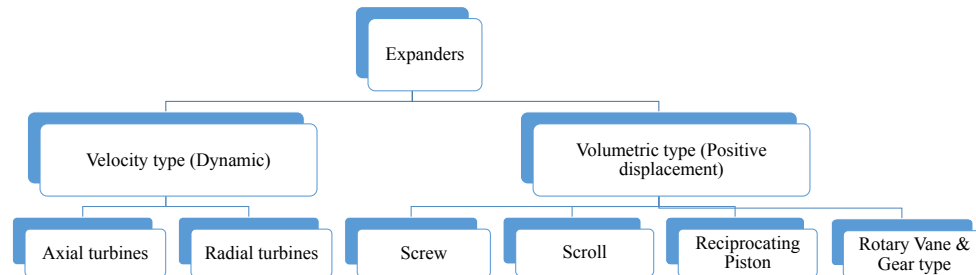 Expanders
Velocity type (Dynamic)
Volumetric type (Positive
displacement)
Axial turbines
Radial turbines
Screw
Scroll
Reciprocating
Piston
Rotary Vane &
Gear type